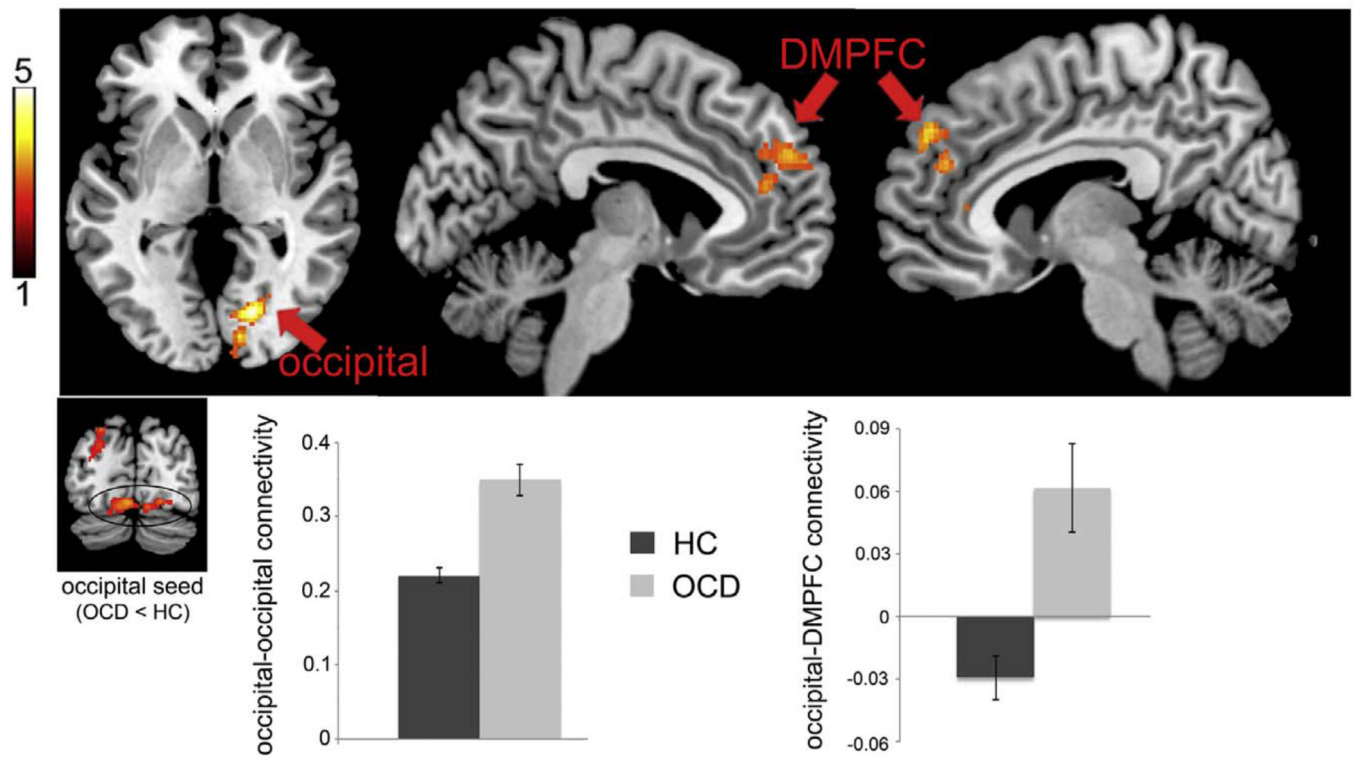 5
1
DMPFC
occipital
occipital seed
(OCD < HC)
occipital-occipital connectivity
0.4
0.3
0.2
0.1
0
HC
OCD
occipital-DMPFC connectivity
0.09
0.06
0.03
0
-0.03
-0.06